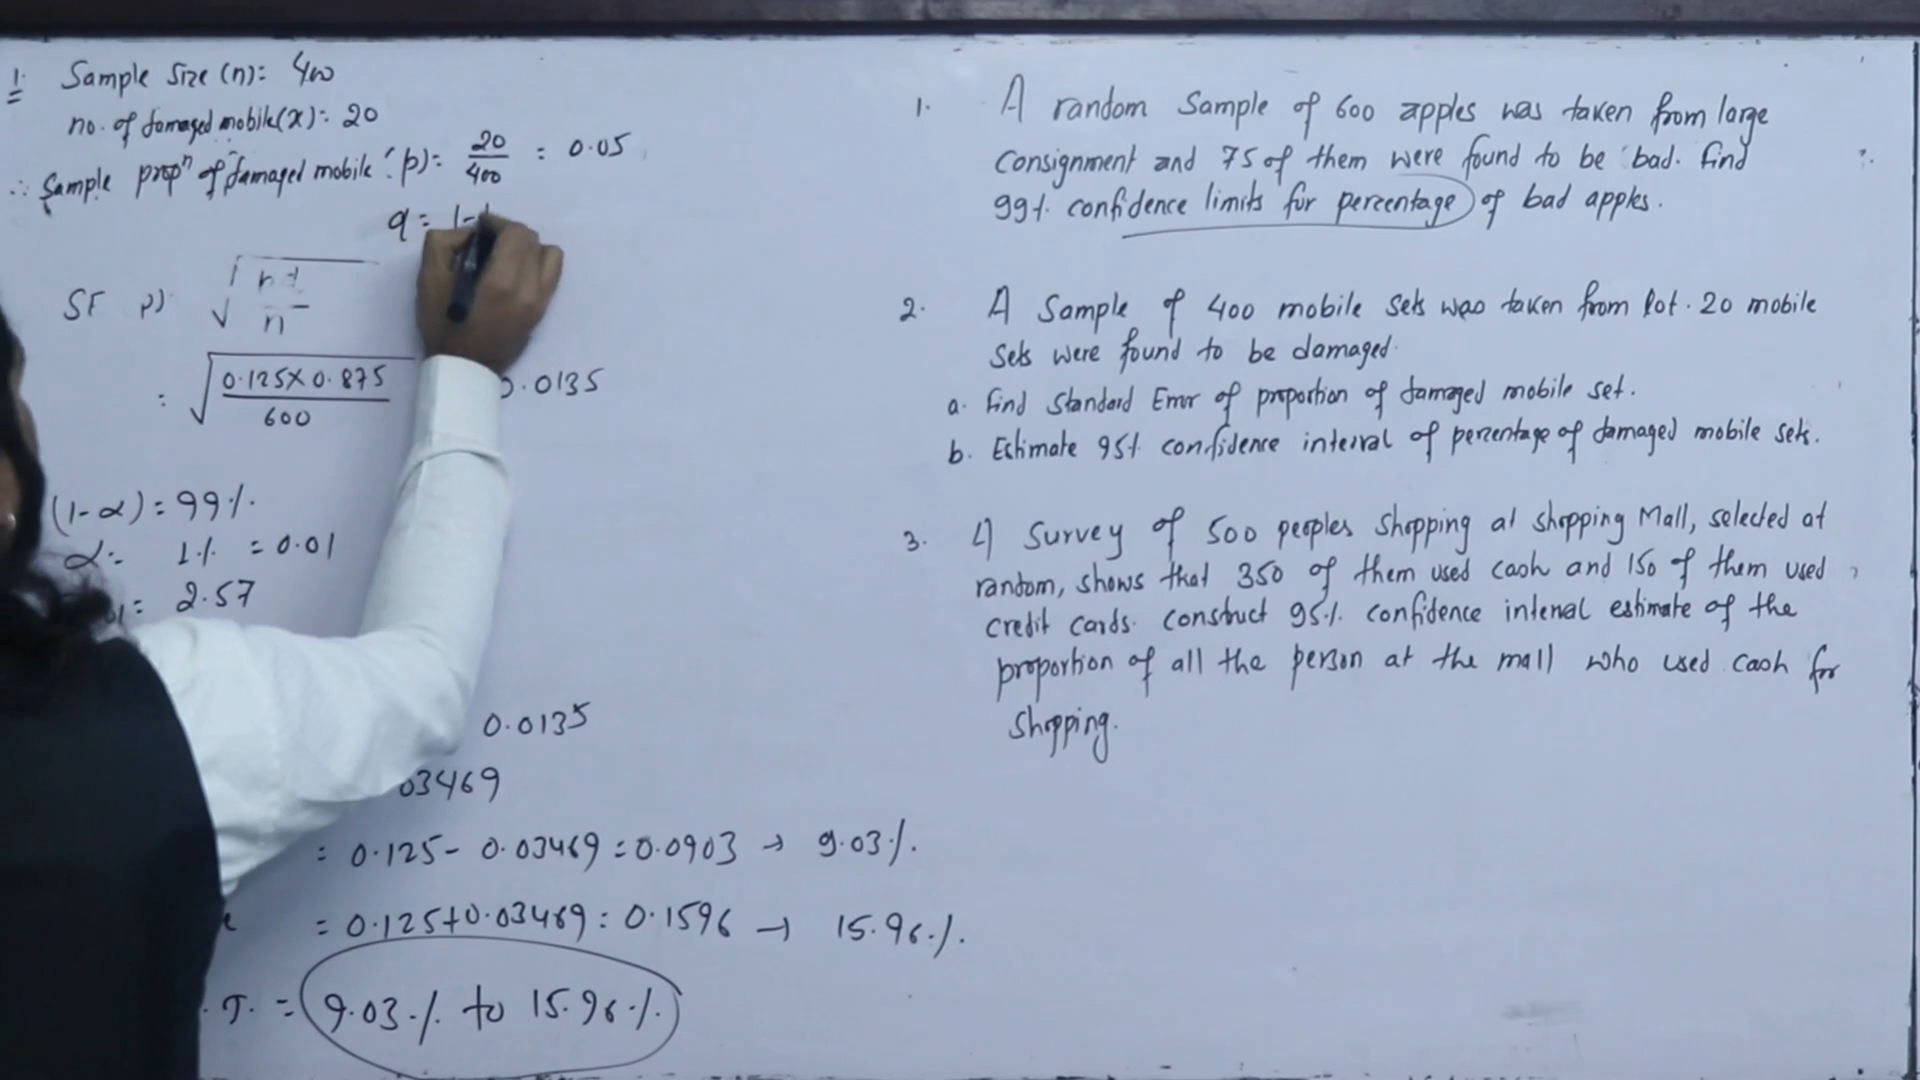 1.
Sample Size (n): 400
no. of damaged mobile (x): 20
∴ Sample propⁿ of damaged mobile (p) = 20/400 = 0.05
q = 1-
SE p) √ n
= √ 0.125 X 0.875 / 600 0.0135
(1-α) = 99%
α = 1% = 0.01
= 2.57
0.0135
03469
= 0.125 - 0.03469 = 0.0903 → 9.03%.
= 0.125 + 0.03469 = 0.1596 → 15.96%.
= 9.03% to 15.96%
1. A random Sample of 600 apples was taken from large
Consignment and 75 of them were found to be bad. find
99% confidence limits for percentage of bad apples.
2. A Sample of 400 mobile Sets was taken from lot. 20 mobile
Sets were found to be damaged.
a. find Standard Error of proportion of damaged mobile set.
b. Estimate 95% confidence interval of percentage of damaged mobile sets.
3. A Survey of 500 peoples Shopping at Shopping Mall, selected at
random, shows that 350 of them used cash and 150 of them used
credit cards. construct 95% confidence interval estimate of the
proportion of all the person at the mall who used cash for
Shopping.